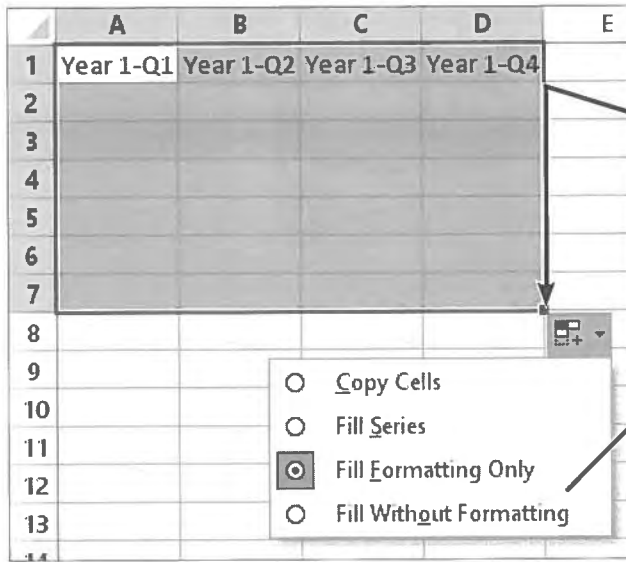 A B C D E
1 Year 1-Q1 Year 1-Q2 Year 1-Q3 Year 1-Q4
2
3
4
5
6
7
8
9
10
11
12
13
14
Copy Cells
Fill Series
Fill Formatting Only
Fill Without Formatting